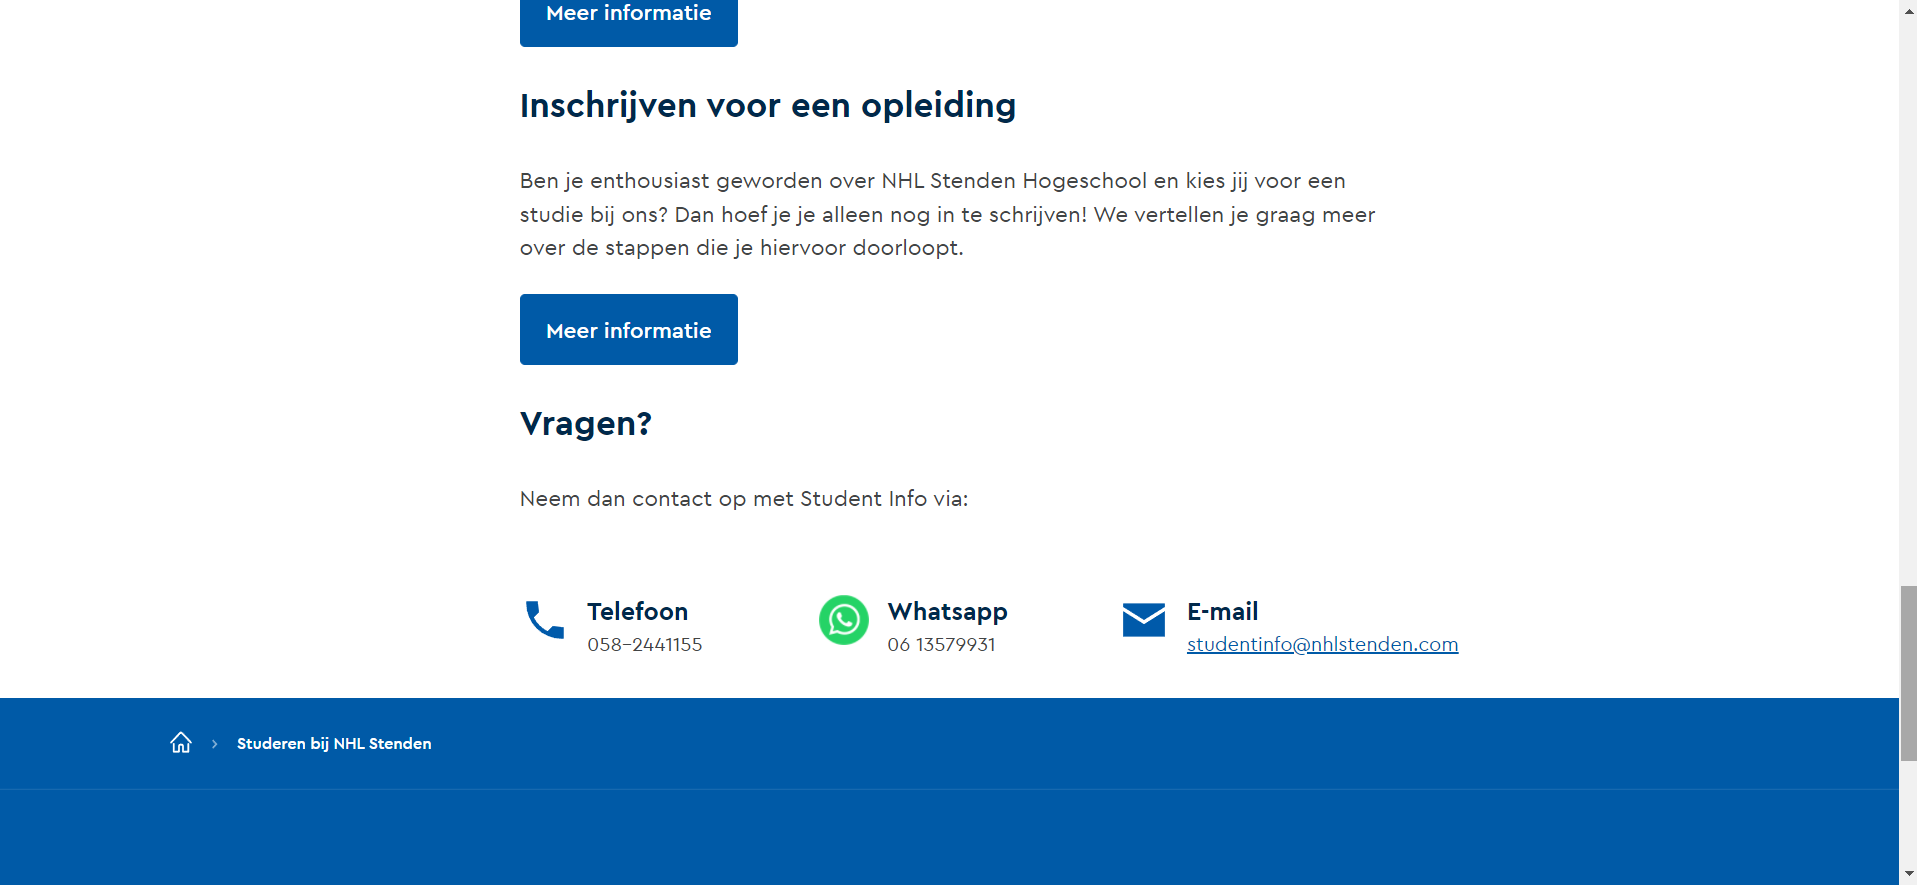 Meer informatie
Inschrijven voor een opleiding
Ben je enthousiast geworden over NHL Stenden Hogeschool en kies jij voor een
studie bij ons? Dan hoef je je alleen nog in te schrijven! We vertellen je graag meer
over de stappen die je hiervoor doorloopt.
Meer informatie
Vragen?
Neem dan contact op met Student Info via:
Telefoon
058-2441155
Whatsapp
06 13579931
E-mail
studentinfo@nhlstenden.com
Studeren bij NHL Stenden